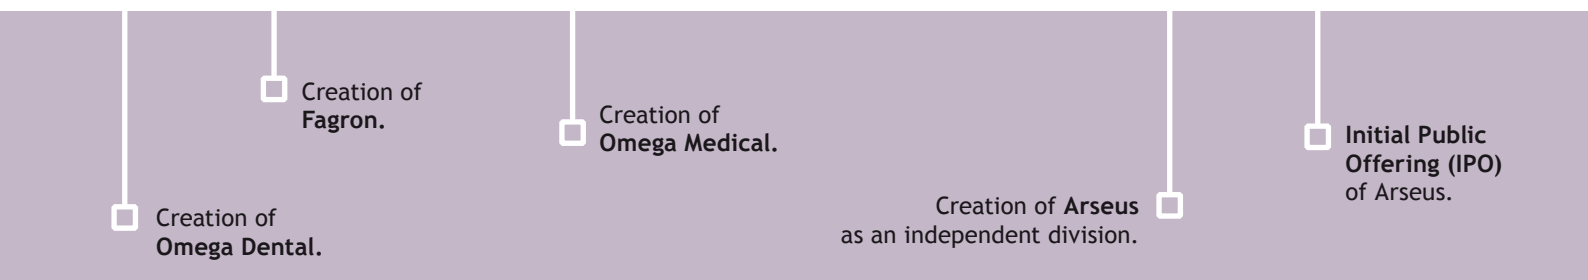 Creation of
Fagron.
Creation of
Omega Medical.
Initial Public
Offering (IPO)
of Arseus.
Creation of Arseus
as an independent division.
Creation of
Omega Dental.